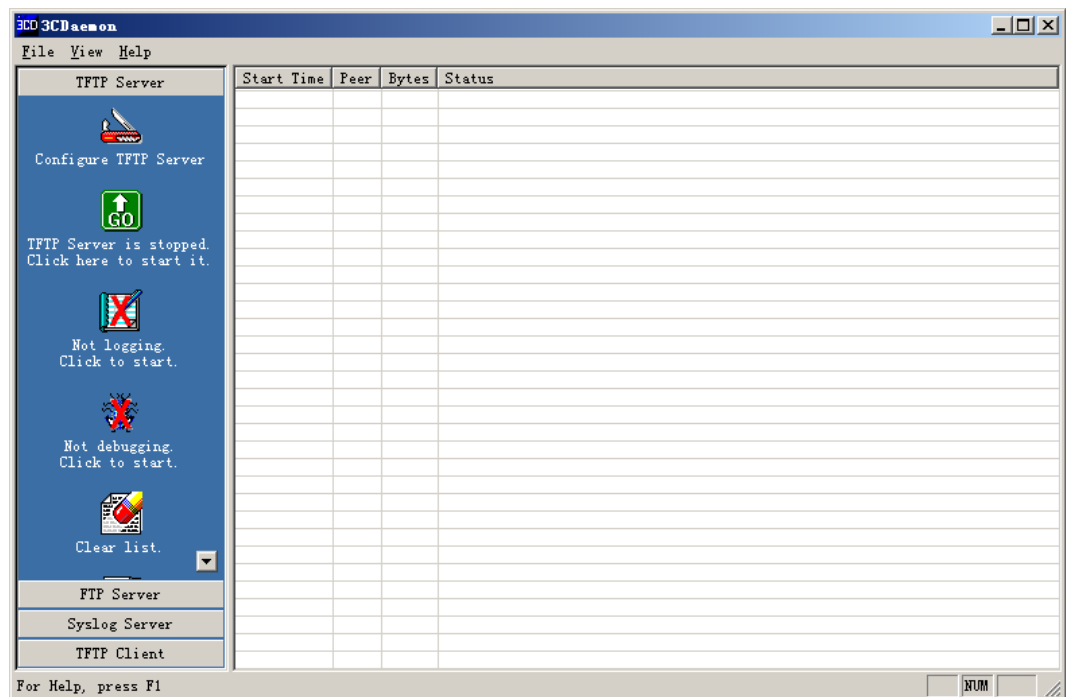 3CD 3CDaemon
File View Help
TFTP Server
Start Time Peer Bytes Status
Configure TFTP Server
GO
TFTP Server is stopped.
Click here to start it.
Not logging.
Click to start.
Not debugging.
Click to start.
Clear list.
FTP Server
Syslog Server
TFTP Client
For Help, press F1
NUM